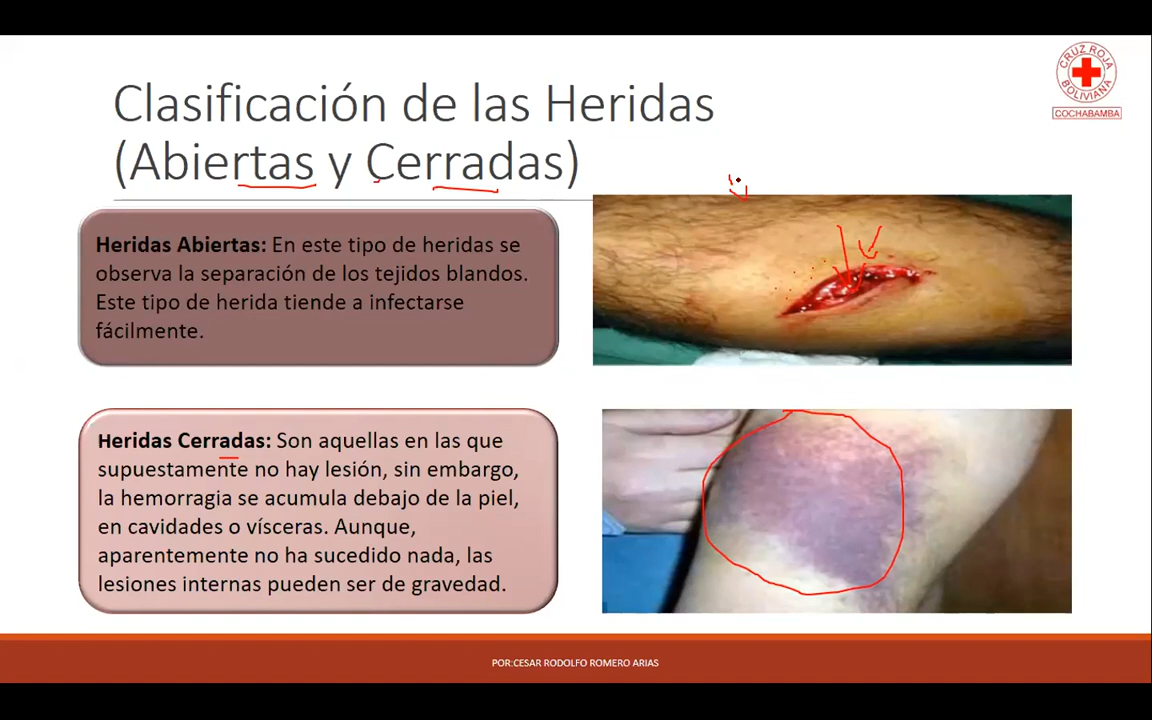 CRUZ ROJA
BOLIVIANA
COCHABAMBA
Clasificación de las Heridas
(Abiertas y Cerradas)
Heridas Abiertas: En este tipo de heridas se
observa la separación de los tejidos blandos.
Este tipo de herida tiende a infectarse
fácilmente.
Heridas Cerradas: Son aquellas en las que
supuestamente no hay lesión, sin embargo,
la hemorragia se acumula debajo de la piel,
en cavidades o vísceras. Aunque,
aparentemente no ha sucedido nada, las
lesiones internas pueden ser de gravedad.
POR:CESAR RODOLFO ROMERO ARIAS